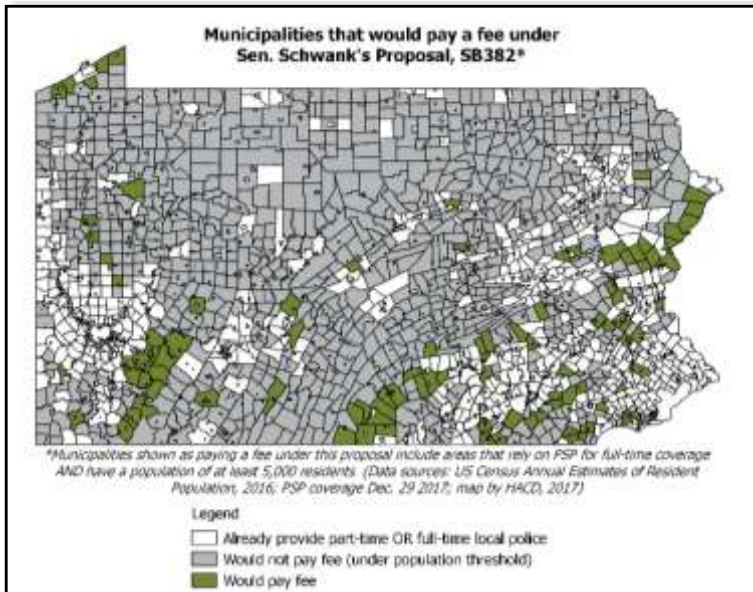 Municipalities that would pay a fee under
Sen. Schwank's Proposal, SB382*
*Municipalities shown as paying a fee under this proposal include areas that rely on PSP for full-time coverage
AND have a population of at least 5,000 residents. (Data sources: US Census Annual Estimates of Resident
Population, 2016; PSP coverage Dec. 29 2017; map by HACD, 2017)
Legend
Already provide part-time OR full-time local police
Would not pay fee (under population threshold)
Would pay fee